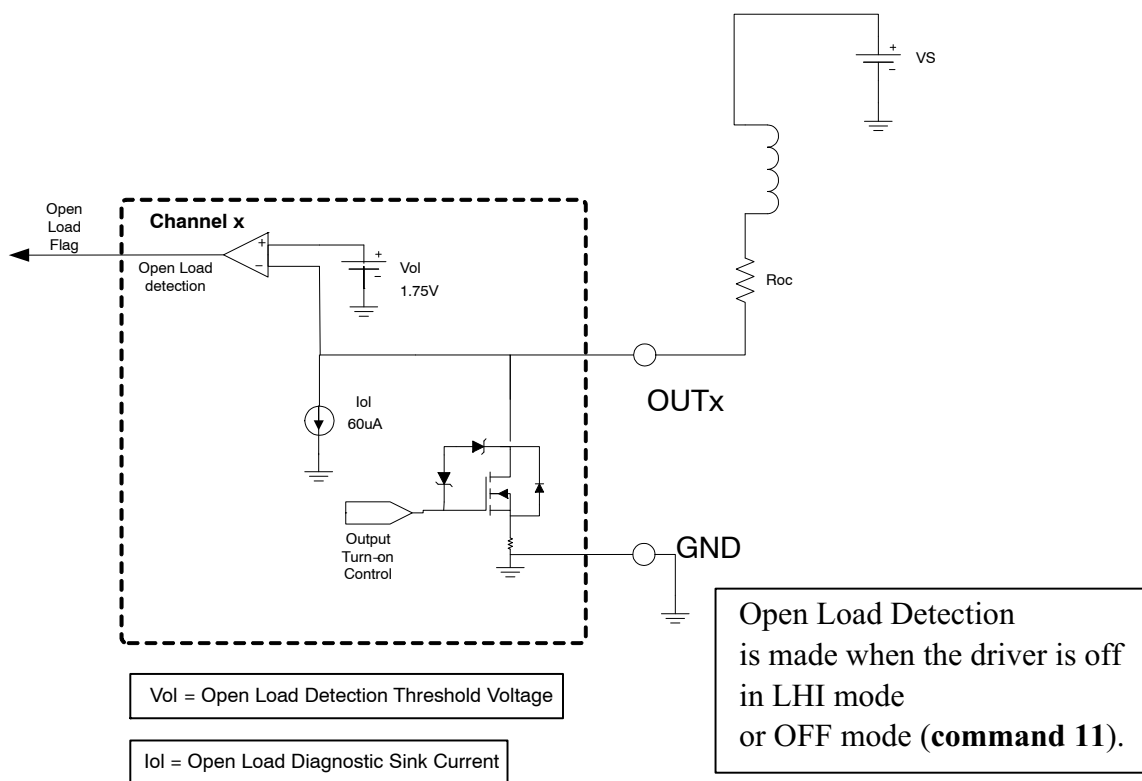 VS
Roc
Open
Load
Flag
Channel x
Open Load
detection
Vol
1.75V
Iol
60uA
OUTx
Output
Turn-on
Control
GND
Vol = Open Load Detection Threshold Voltage
Iol = Open Load Diagnostic Sink Current
Open Load Detection
is made when the driver is off
in LHI mode
or OFF mode (command 11).